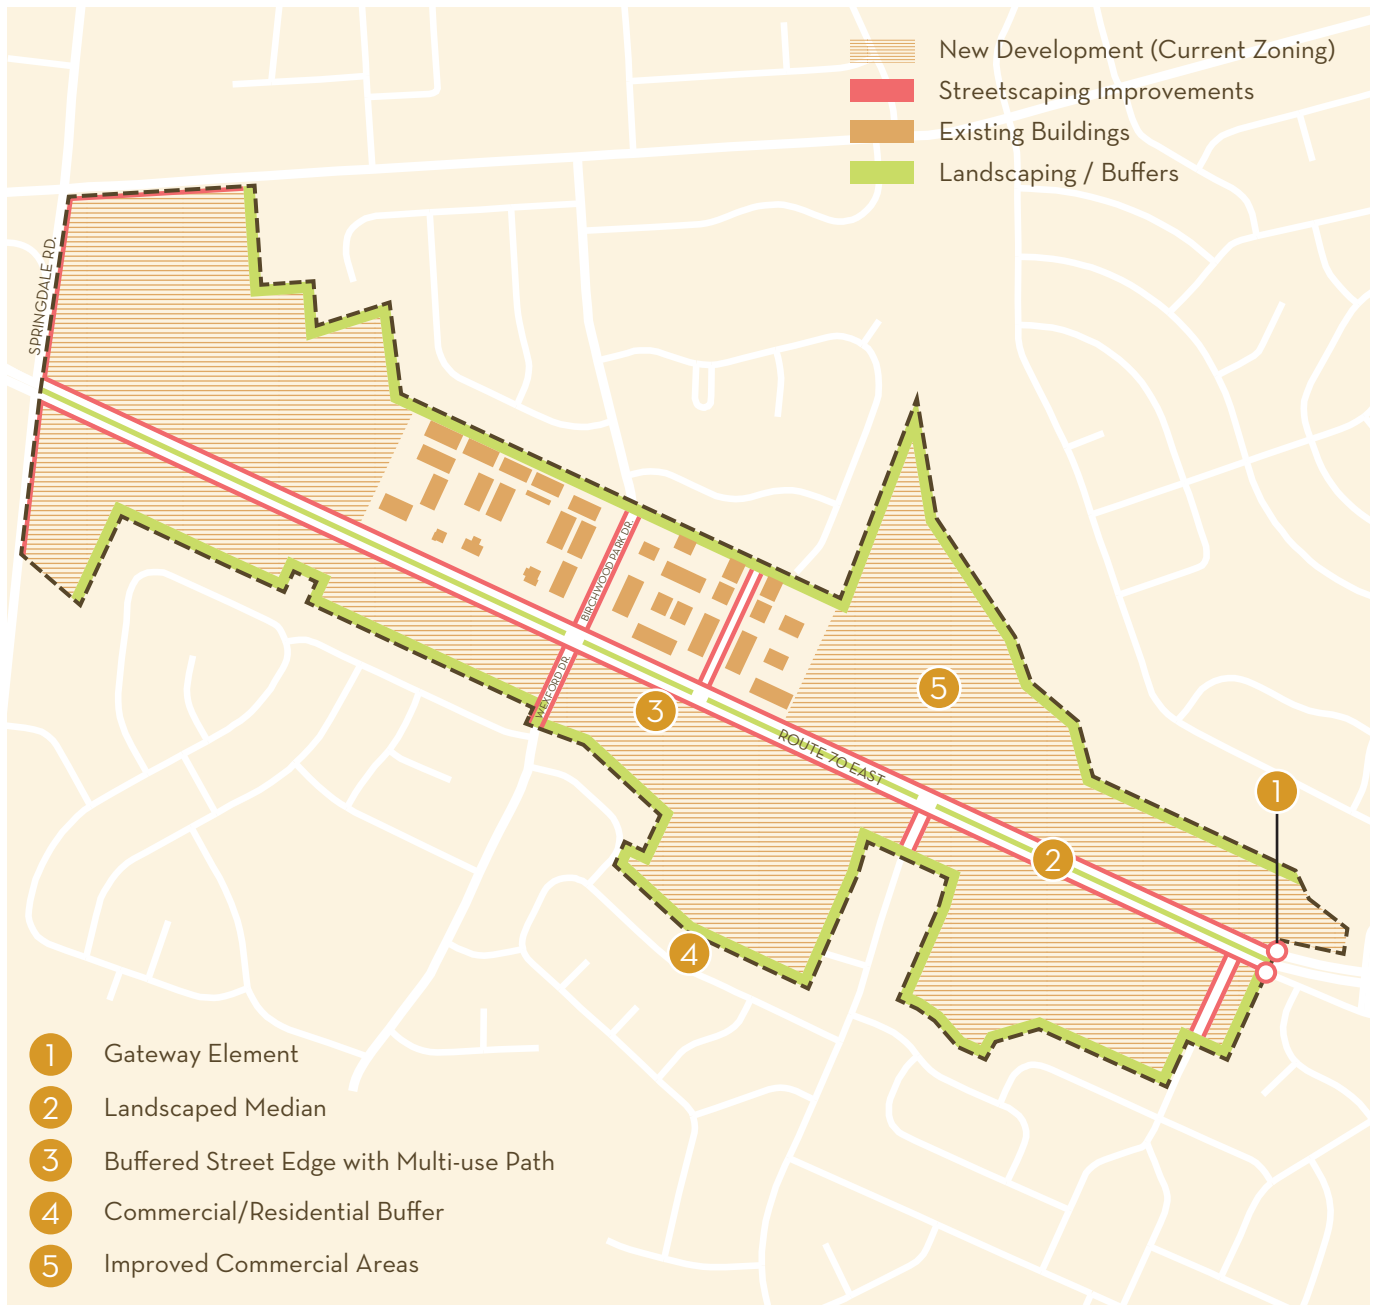 New Development (Current Zoning)
Streetscaping Improvements
Existing Buildings
Landscaping / Buffers
SPRINGDALE RD.
BIRCHWOOD PARK DR.
WEXFORD DR.
5
3
ROUTE 70 EAST
1
2
4
1 Gateway Element
2 Landscaped Median
3 Buffered Street Edge with Multi-use Path
4 Commercial/Residential Buffer
5 Improved Commercial Areas